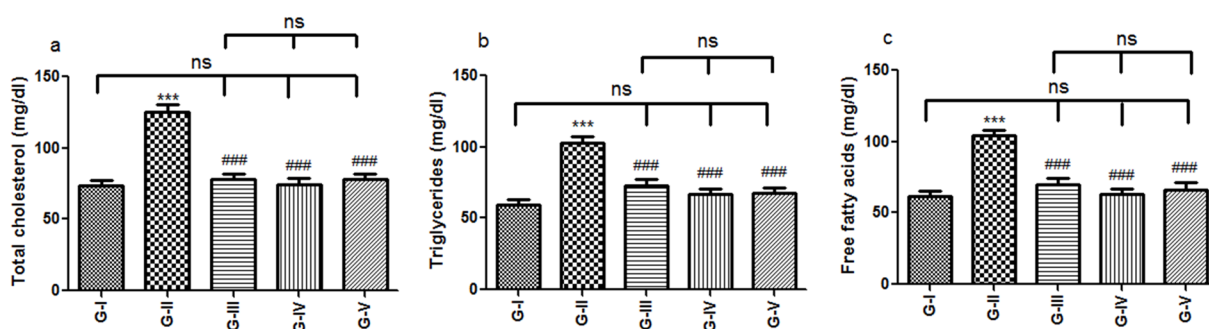 a
ns
ns
Total cholesterol (mg/dl)
150
100
50
0
***
###
###
###
G-I
G-II
G-III
G-IV
G-V
b
ns
ns
Triglycerides (mg/dl)
150
100
50
0
***
###
###
###
G-I
G-II
G-III
G-IV
G-V
c
ns
ns
Free fatty acids (mg/dl)
150
100
50
0
***
###
###
###
G-I
G-II
G-III
G-IV
G-V